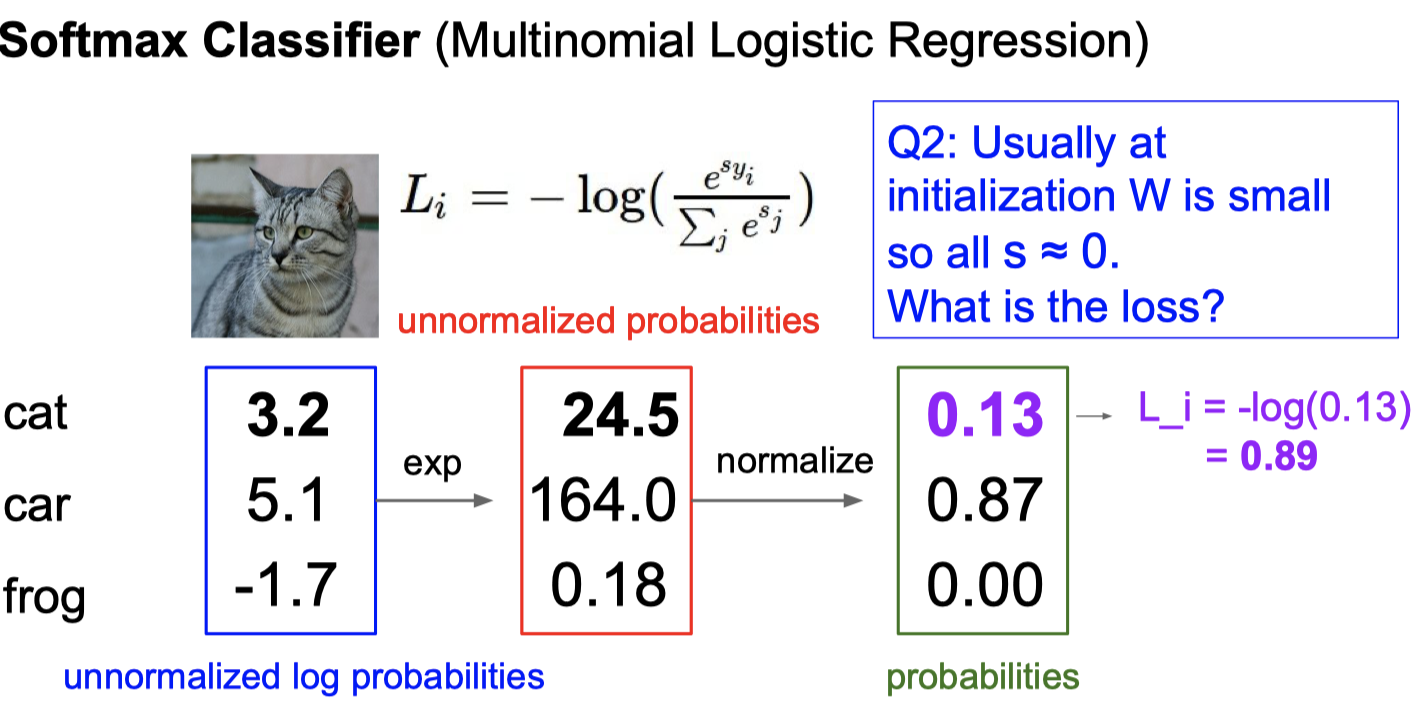 Softmax Classifier (Multinomial Logistic Regression)
L_i = − log( e^{s_{y_i}} / ∑_j e^{s_j} )
Q2: Usually at
initialization W is small
so all s ≈ 0.
What is the loss?
unnormalized probabilities
cat 3.2 24.5 0.13 L_i = -log(0.13)
= 0.89
exp normalize
car 5.1 164.0 0.87
frog -1.7 0.18 0.00
unnormalized log probabilities probabilities